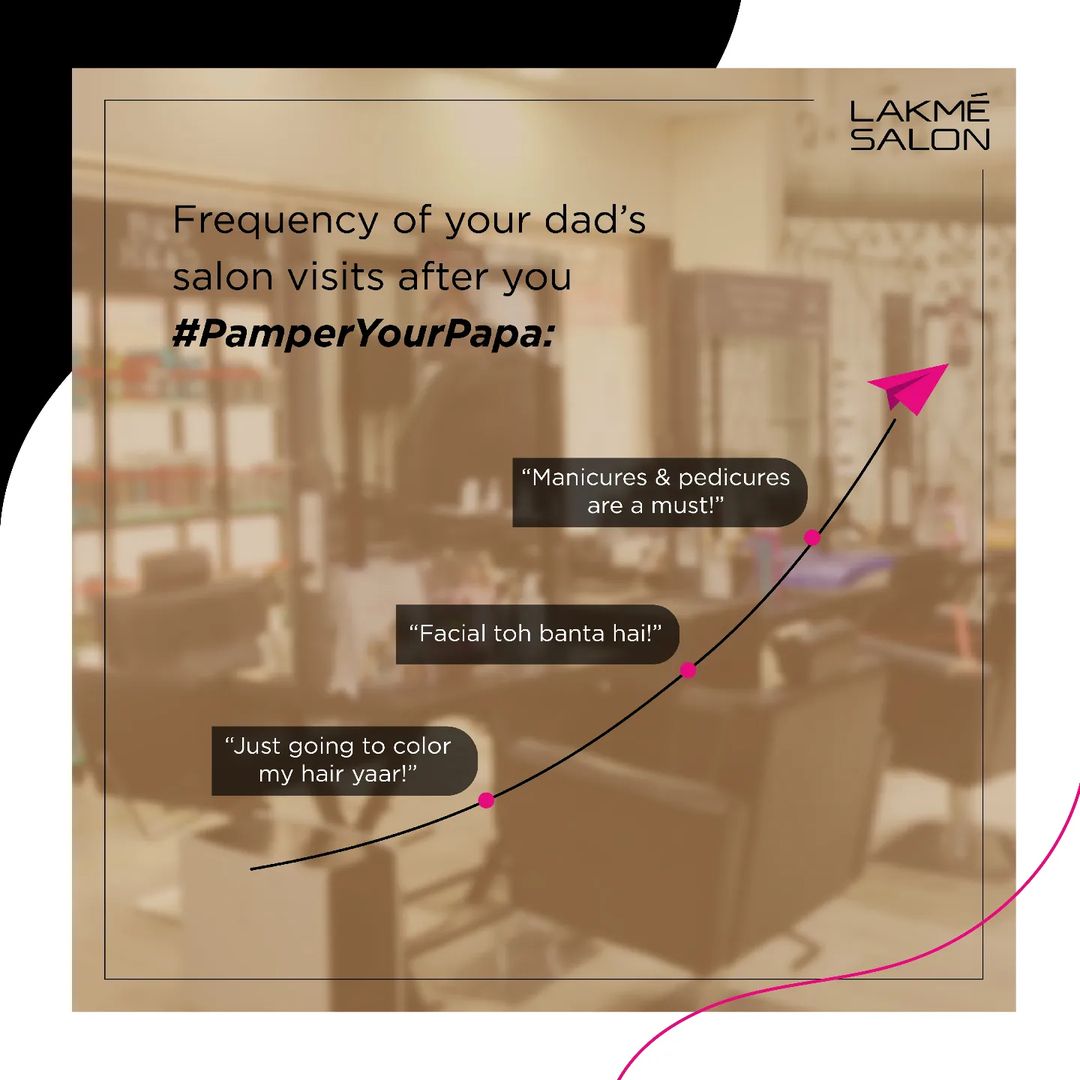 LAKMÉ
SALON
Frequency of your dad’s
salon visits after you
#PamperYourPapa:
“Manicures & pedicures
are a must!”
“Facial toh banta hai!”
“Just going to color
my hair yaar!”